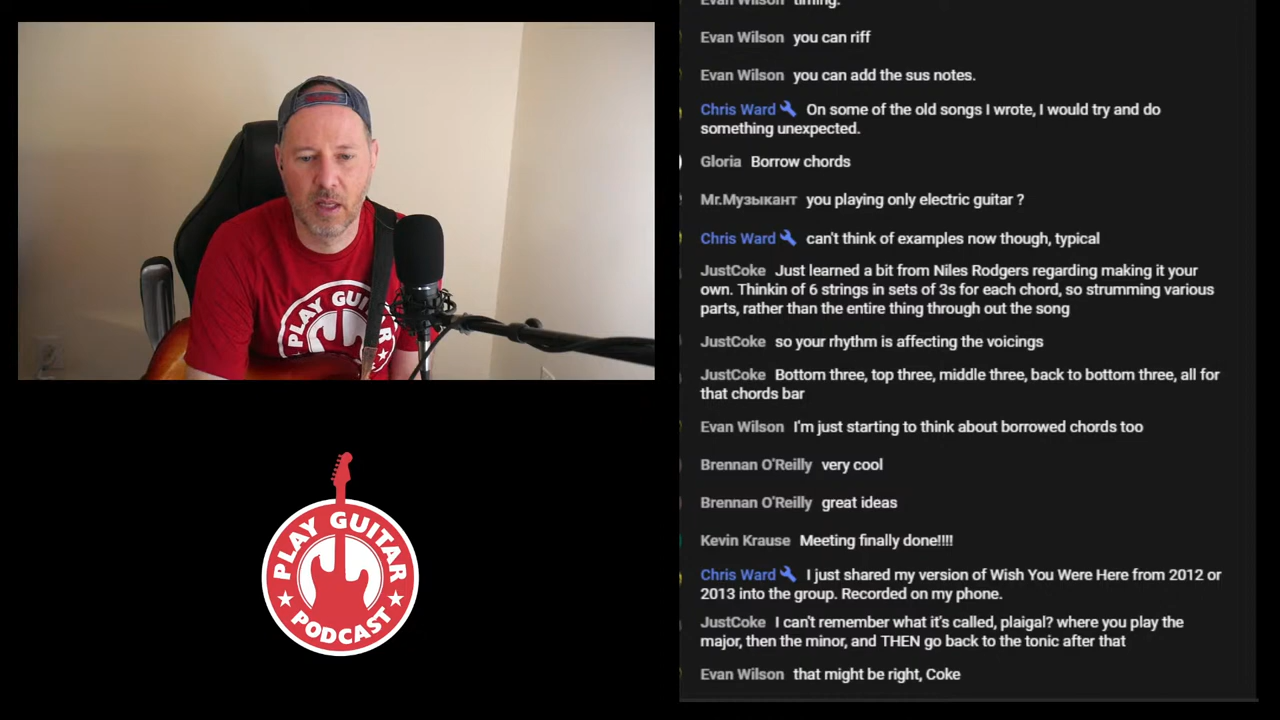 Evan Wilson timing.
Evan Wilson you can riff
Evan Wilson you can add the sus notes.
Chris Ward On some of the old songs I wrote, I would try and do
something unexpected.
Gloria Borrow chords
Mr.Музыкант you playing only electric guitar ?
Chris Ward can't think of examples now though, typical
JustCoke Just learned a bit from Niles Rodgers regarding making it your
own. Thinkin of 6 strings in sets of 3s for each chord, so strumming various
parts, rather than the entire thing through out the song
JustCoke so your rhythm is affecting the voicings
JustCoke Bottom three, top three, middle three, back to bottom three, all for
that chords bar
Evan Wilson I'm just starting to think about borrowed chords too
Brennan O'Reilly very cool
Brennan O'Reilly great ideas
Kevin Krause Meeting finally done!!!!
Chris Ward I just shared my version of Wish You Were Here from 2012 or
2013 into the group. Recorded on my phone.
JustCoke I can't remember what it's called, plaigal? where you play the
major, then the minor, and THEN go back to the tonic after that
Evan Wilson that might be right, Coke
PLAY GUITAR
PLAY GUITAR
PODCAST